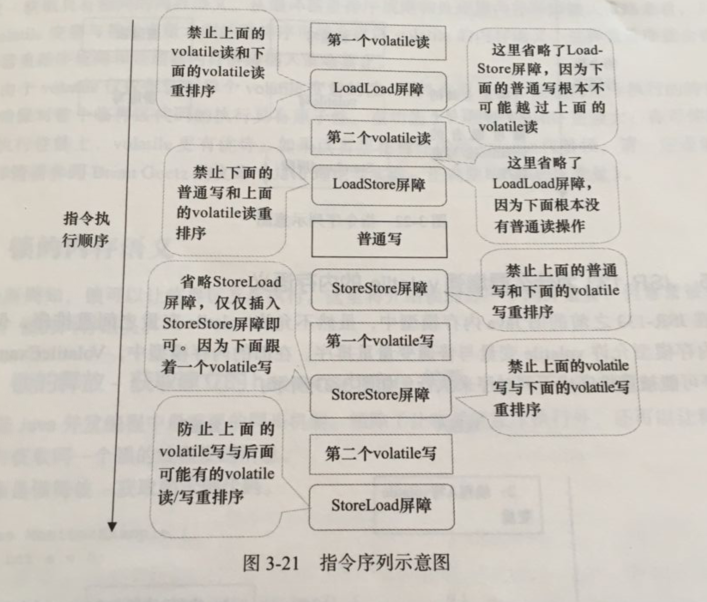 禁止上面的
volatile读和下
面的volatile读
重排序
禁止下面的
普通写和上
面的volatile读重
排序
省略StoreLoad
屏障，仅仅插入
StoreStore屏障即
可。因为下面跟
着一个volatile写
防止上面的
volatile写与后面
可能有的volatile
读/写重排序
指令执
行顺序
第一个volatile读
LoadLoad屏障
第二个volatile读
LoadStore屏障
普通写
StoreStore屏障
第一个volatile写
StoreStore屏障
第二个volatile写
StoreLoad屏障
这里省略了Load-
Store屏障，因为下
面的普通写根本不
可能越过上面的
volatile读
这里省略了
LoadLoad屏障，
因为下面根本没
有普通读操作
禁止上面的普通
写和下面的volatile
写重排序
禁止上面的volatile
写与下面的volatile写
重排序
图 3-21 指令序列示意图